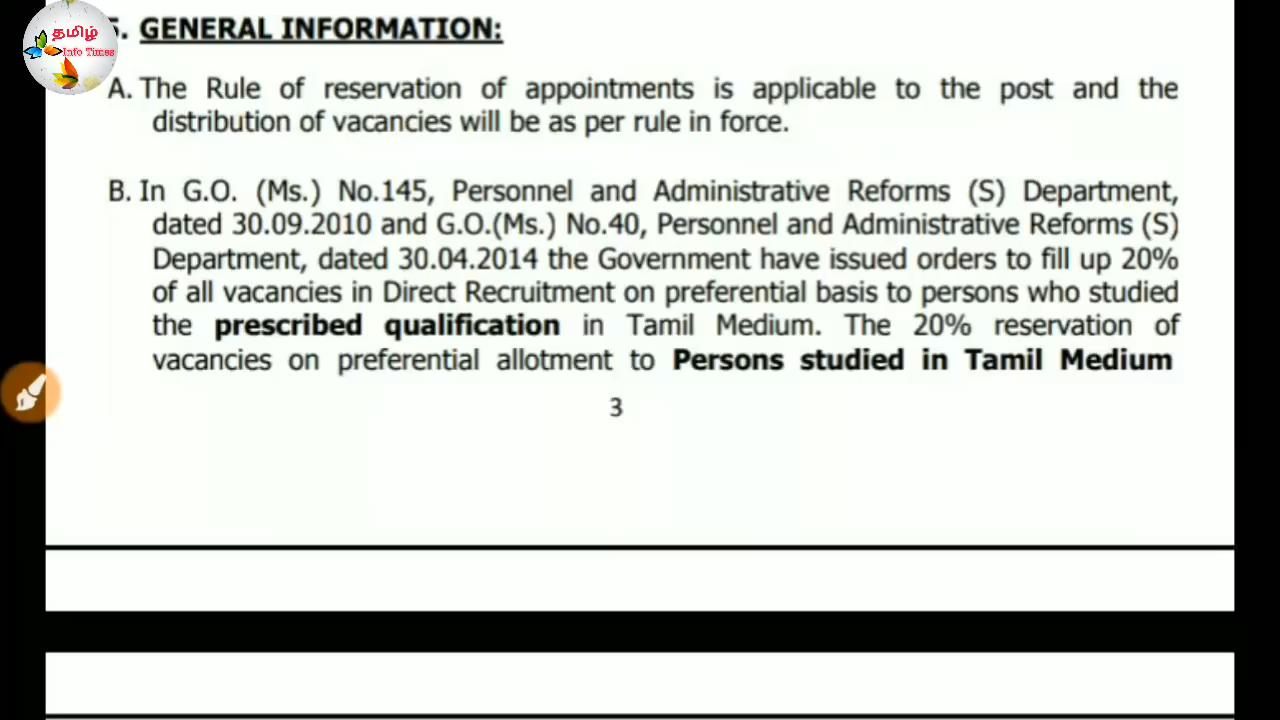 தமிழ்
Info Times
5. GENERAL INFORMATION:
A. The Rule of reservation of appointments is applicable to the post and the
distribution of vacancies will be as per rule in force.
B. In G.O. (Ms.) No.145, Personnel and Administrative Reforms (S) Department,
dated 30.09.2010 and G.O.(Ms.) No.40, Personnel and Administrative Reforms (S)
Department, dated 30.04.2014 the Government have issued orders to fill up 20%
of all vacancies in Direct Recruitment on preferential basis to persons who studied
the prescribed qualification in Tamil Medium. The 20% reservation of
vacancies on preferential allotment to Persons studied in Tamil Medium
3